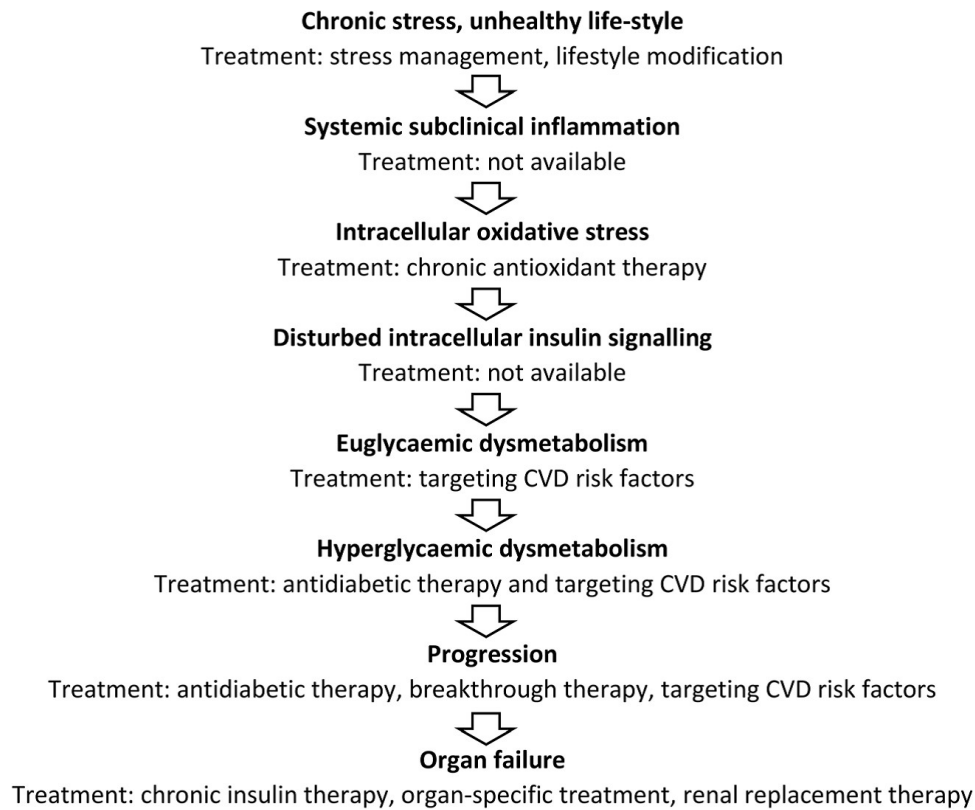 Chronic stress, unhealthy life-style
Treatment: stress management, lifestyle modification
Systemic subclinical inflammation
Treatment: not available
Intracellular oxidative stress
Treatment: chronic antioxidant therapy
Disturbed intracellular insulin signalling
Treatment: not available
Euglycaemic dysmetabolism
Treatment: targeting CVD risk factors
Hyperglycaemic dysmetabolism
Treatment: antidiabetic therapy and targeting CVD risk factors
Progression
Treatment: antidiabetic therapy, breakthrough therapy, targeting CVD risk factors
Organ failure
Treatment: chronic insulin therapy, organ-specific treatment, renal replacement therapy